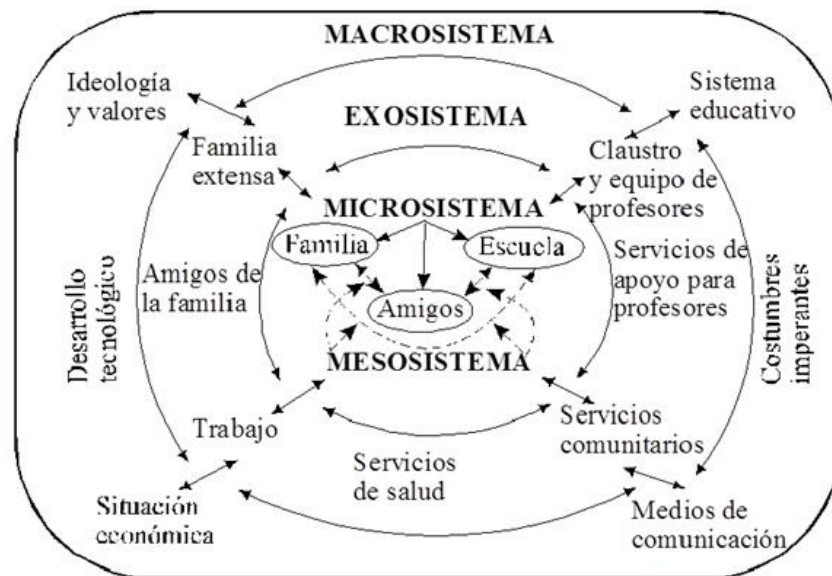 MACROSISTEMA
Ideología
y valores
Sistema
educativo
EXOSISTEMA
Familia
extensa
Claustro
y equipo de
profesores
MICROSISTEMA
Familia
Escuela
Amigos de
la familia
Servicios de
apoyo para
profesores
Amigos
Desarrollo
tecnológico
Costumbres
imperantes
MESOSISTEMA
Trabajo
Servicios
comunitarios
Servicios
de salud
Situación
económica
Medios de
comunicación